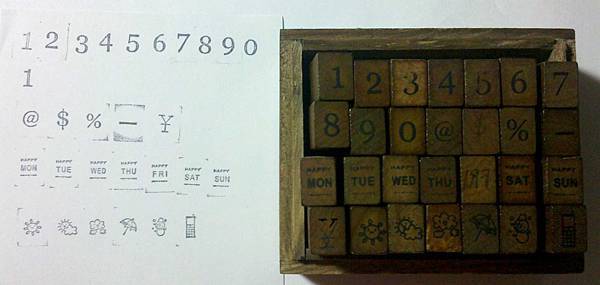 1 2 3 4 5 6 7 8 9 0
1
@ $ % — ¥
HAPPY HAPPY HAPPY HAPPY HAPPY HAPPY HAPPY
MON TUE WED THU FRI SAT SUN
1 2 3 4 5 6 7
8 9 0 @ $ % —
HAPPY HAPPY HAPPY HAPPY HAPPY HAPPY
MON TUE WED THU SAT SUN
¥